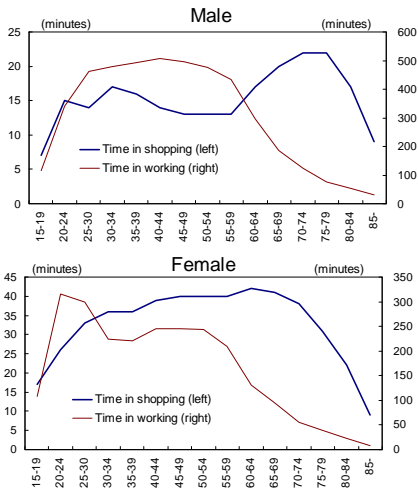 Male
(minutes) (minutes)
25 600
20 500
15 400
10 300
5 200
0 100
0
Time in shopping (left)
Time in working (right)
15-19 20-24 25-30 30-34 35-39 40-44 45-49 50-54 55-59 60-64 65-69 70-74 75-79 80-84 85-
Female
(minutes) (minutes)
45 350
40 300
35 250
30 200
25 150
20 100
15 50
10 0
5
0
Time in shopping (left)
Time in working (right)
15-19 20-24 25-30 30-34 35-39 40-44 45-49 50-54 55-59 60-64 65-69 70-74 75-79 80-84 85-